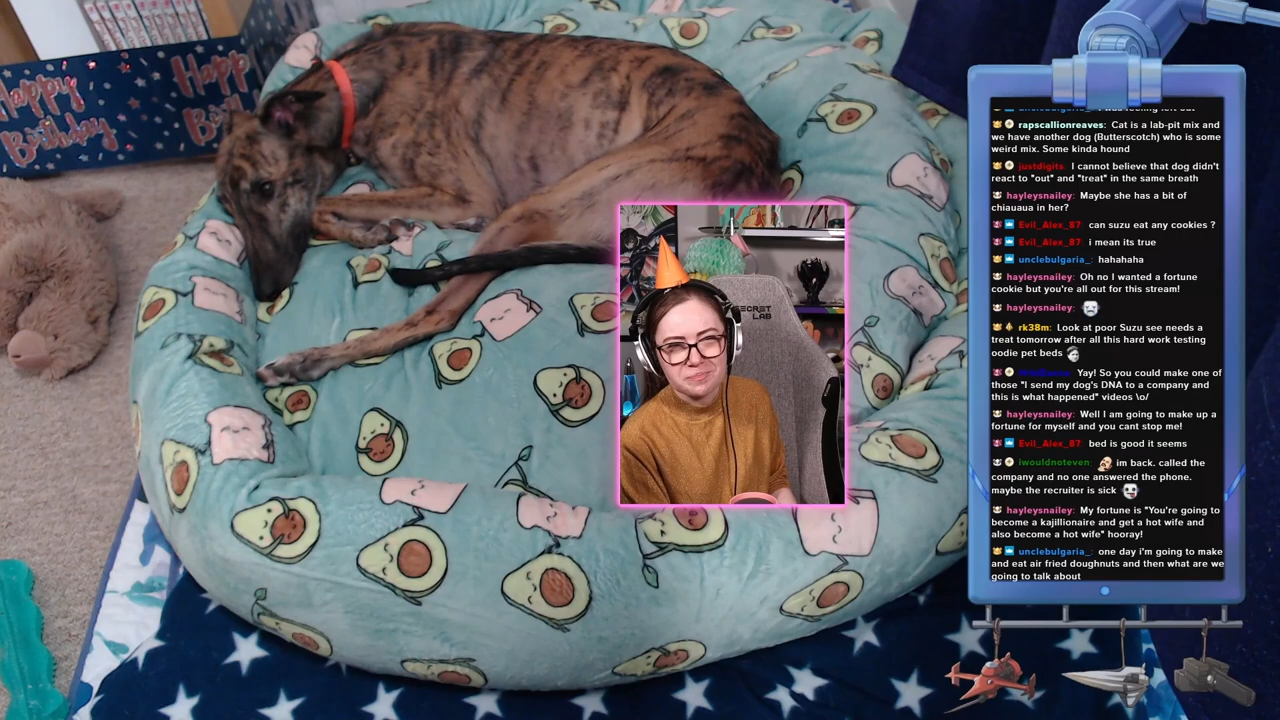 Happy
Birthday
Happy
SECRET
LAB
rapscallionreaves: Cat is a lab-pit mix and
we have another dog (Butterscotch) who is some
weird mix. Some kinda hound
justdigits: I cannot believe that dog didn't
react to "out" and "treat" in the same breath
hayleysnailey: Maybe she has a bit of
chiauaua in her?
Evil_Alex_87 can suzu eat any cookies ?
Evil_Alex_87 i mean its true
unclebulgaria_: hahahaha
hayleysnailey: Oh no I wanted a fortune
cookie but you're all out for this stream!
hayleysnailey:
rk38m: Look at poor Suzu see needs a
treat tomorrow after all this hard work testing
oodie pet beds
Yay! So you could make one of
those "I send my dog's DNA to a company and
this is what happened" videos \o/
hayleysnailey: Well I am going to make up a
fortune for myself and you cant stop me!
Evil_Alex_87 bed is good it seems
iwouldnoteven: im back. called the
company and no one answered the phone.
maybe the recruiter is sick
hayleysnailey: My fortune is "You're going to
become a kajillionaire and get a hot wife and
also become a hot wife" hooray!
unclebulgaria_: one day i'm going to make
and eat air fried doughnuts and then what are we
going to talk about